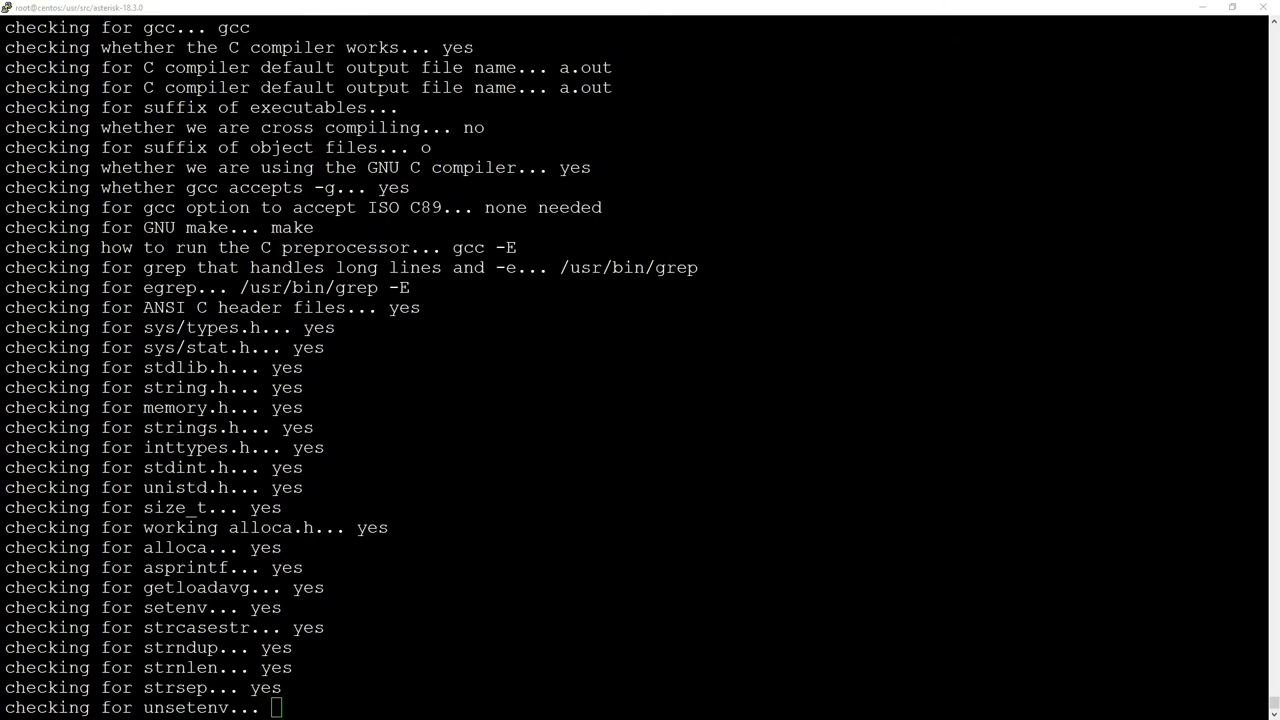 root@centos:/usr/src/asterisk-18.3.0
checking for gcc... gcc
checking whether the C compiler works... yes
checking for C compiler default output file name... a.out
checking for C compiler default output file name... a.out
checking for suffix of executables...
checking whether we are cross compiling... no
checking for suffix of object files... o
checking whether we are using the GNU C compiler... yes
checking whether gcc accepts -g... yes
checking for gcc option to accept ISO C89... none needed
checking for GNU make... make
checking how to run the C preprocessor... gcc -E
checking for grep that handles long lines and -e... /usr/bin/grep
checking for egrep... /usr/bin/grep -E
checking for ANSI C header files... yes
checking for sys/types.h... yes
checking for sys/stat.h... yes
checking for stdlib.h... yes
checking for string.h... yes
checking for memory.h... yes
checking for strings.h... yes
checking for inttypes.h... yes
checking for stdint.h... yes
checking for unistd.h... yes
checking for size_t... yes
checking for working alloca.h... yes
checking for alloca... yes
checking for asprintf... yes
checking for getloadavg... yes
checking for setenv... yes
checking for strcasestr... yes
checking for strndup... yes
checking for strnlen... yes
checking for strsep... yes
checking for unsetenv...